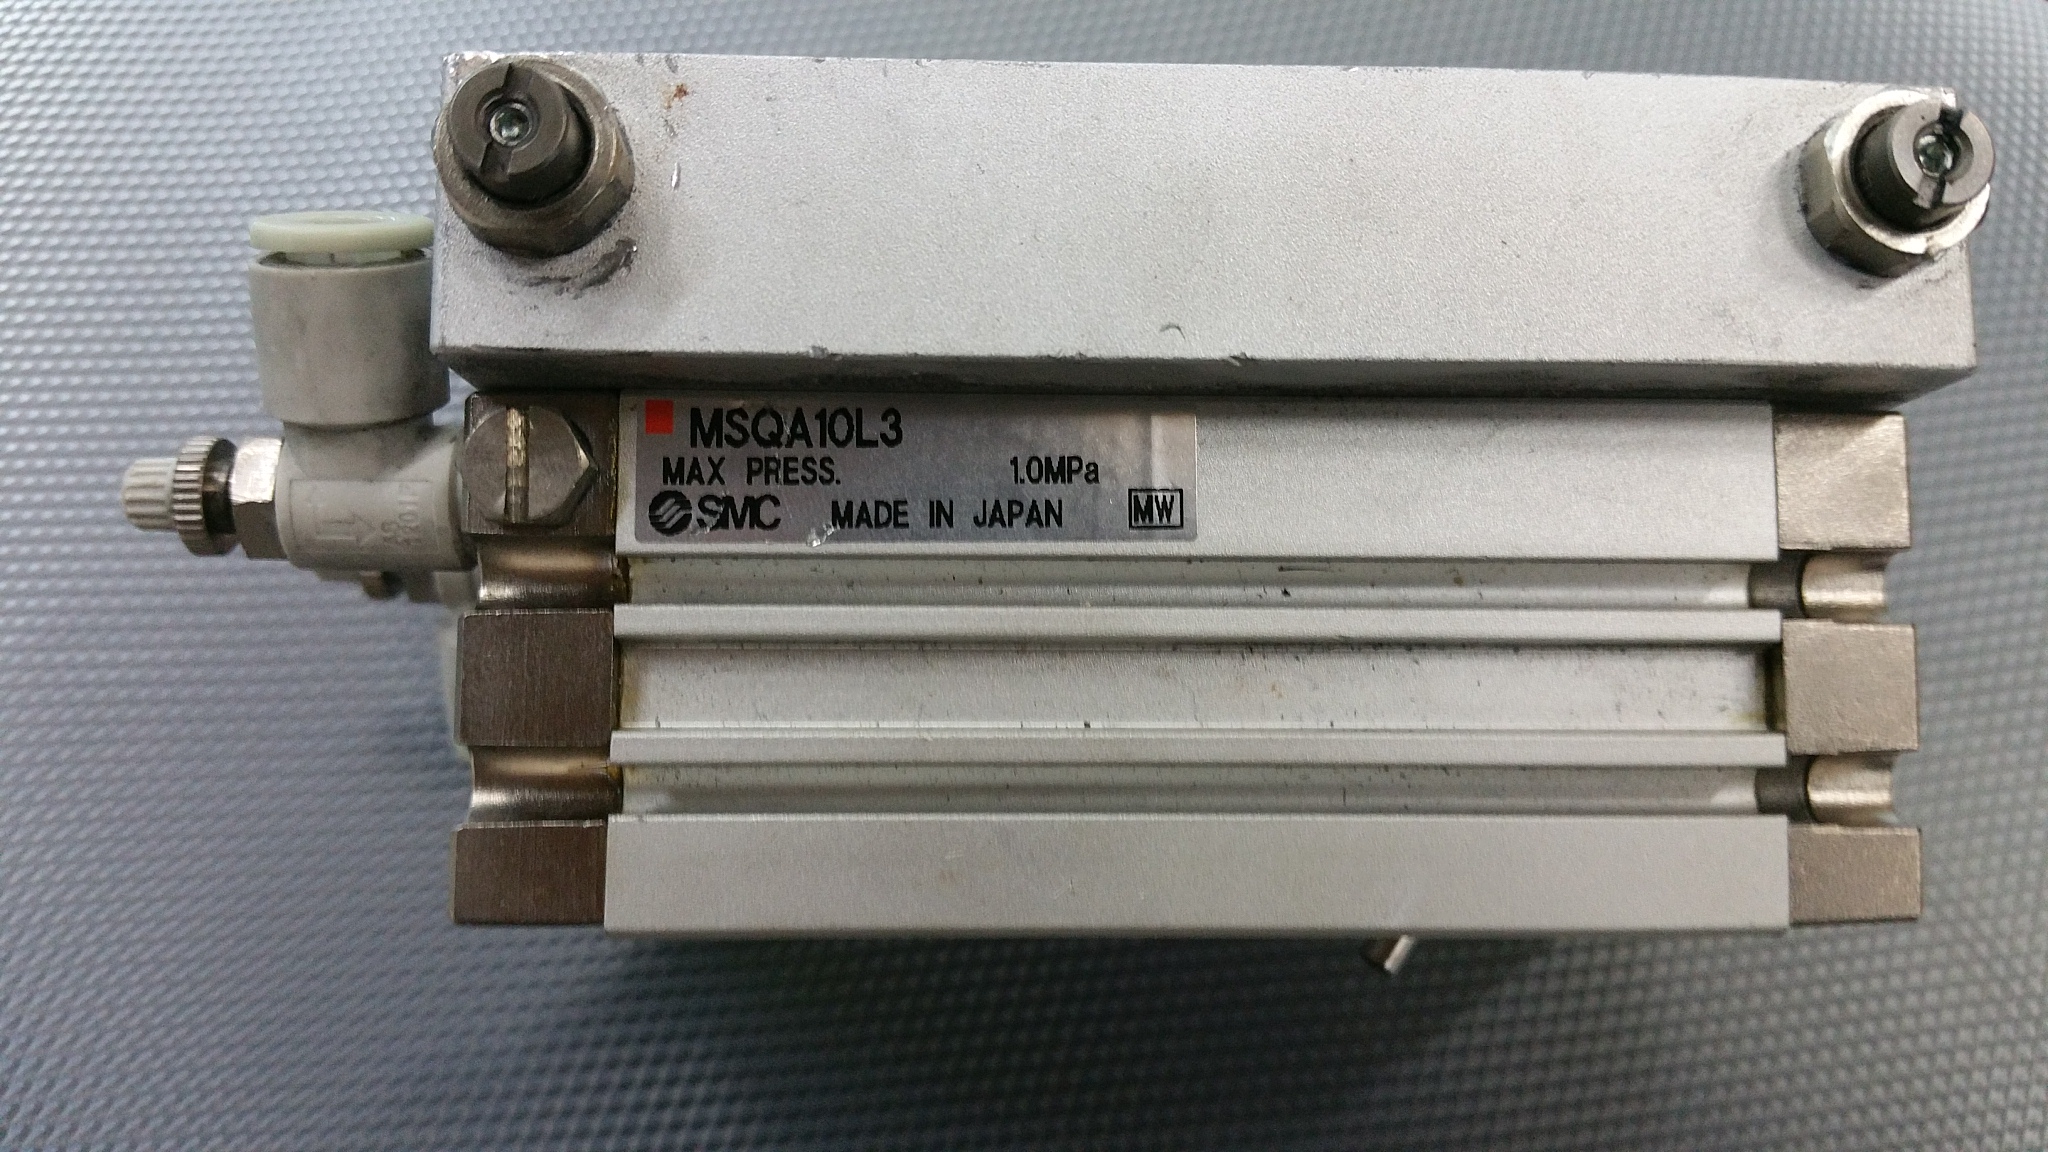 MSQA10L3
MAX PRESS. 1.0MPa
SMC MADE IN JAPAN MW